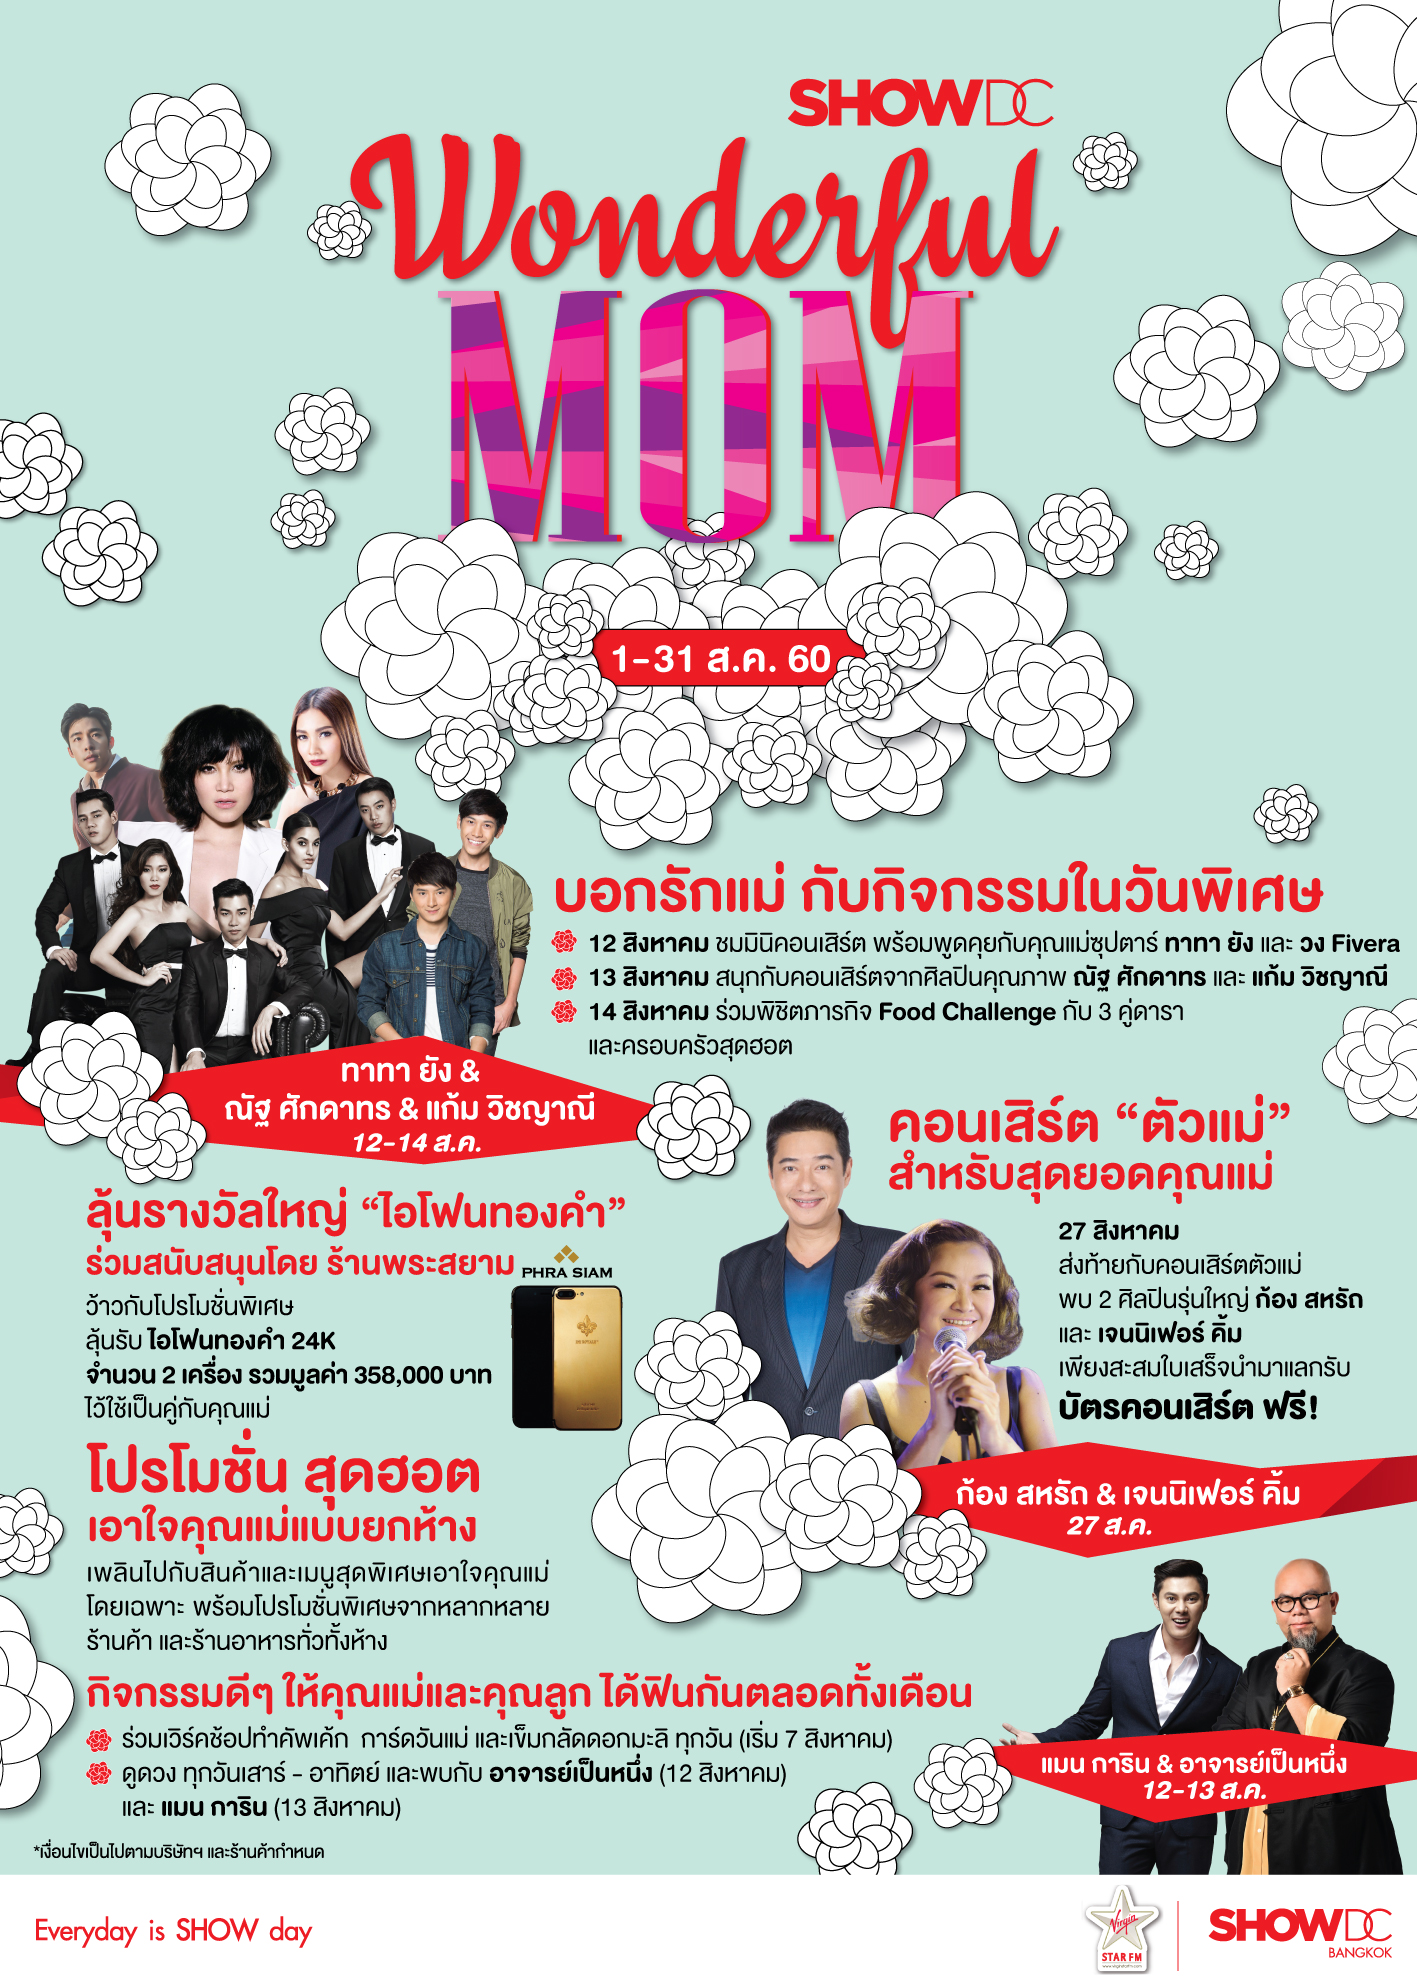 SHOWDC
Wonderful
MOM
1-31 ส.ค. 60
บอกรักแม่ กับกิจกรรมในวันพิเศษ
12 สิงหาคม ชมมินิคอนเสิร์ต พร้อมพูดคุยกับคุณแม่ซุปตาร์ ทาทา ยัง และ วง Fivera
13 สิงหาคม สนุกกับคอนเสิร์ตจากศิลปินคุณภาพ ณัฐ ศักดาทร และ แก้ม วิชญาณี
14 สิงหาคม ร่วมพิชิตภารกิจ Food Challenge กับ 3 คู่ดารา
และครอบครัวสุดฮอต
ทาทา ยัง &
ณัฐ ศักดาทร & แก้ม วิชญาณี
12-14 ส.ค.
คอนเสิร์ต “ตัวแม่”
สำหรับสุดยอดคุณแม่
27 สิงหาคม
ส่งท้ายกับคอนเสิร์ตตัวแม่
พบ 2 ศิลปินรุ่นใหญ่ ก้อง สหรัถ
และ เจนนิเฟอร์ คิ้ม
เพียงสะสมใบเสร็จนำมาแลกรับ
บัตรคอนเสิร์ต ฟรี!
ก้อง สหรัถ & เจนนิเฟอร์ คิ้ม
27 ส.ค.
ลุ้นรางวัลใหญ่ “ไอโฟนทองคำ”
ร่วมสนับสนุนโดย ร้านพระสยาม
PHRA SIAM
ว้าวกับโปรโมชั่นพิเศษ
ลุ้นรับ ไอโฟนทองคำ 24K
จำนวน 2 เครื่อง รวมมูลค่า 358,000 บาท
ไว้ใช้เป็นคู่กับคุณแม่
โปรโมชั่น สุดฮอต
เอาใจคุณแม่แบบยกห้าง
เพลินไปกับสินค้าและเมนูสุดพิเศษเอาใจคุณแม่
โดยเฉพาะ พร้อมโปรโมชั่นพิเศษจากหลากหลาย
ร้านค้า และร้านอาหารทั่วทั้งห้าง
กิจกรรมดีๆ ให้คุณแม่และคุณลูก ได้ฟินกันตลอดทั้งเดือน
ร่วมเวิร์คช้อปทำคัพเค้ก การ์ดวันแม่ และเข็มกลัดดอกมะลิ ทุกวัน (เริ่ม 7 สิงหาคม)
ดูดวง ทุกวันเสาร์ - อาทิตย์ และพบกับ อาจารย์เป็นหนึ่ง (12 สิงหาคม)
และ แมน การิน (13 สิงหาคม)
แมน การิน & อาจารย์เป็นหนึ่ง
12-13 ส.ค.
*เงื่อนไขเป็นไปตามบริษัทฯ และร้านค้ากำหนด
Everyday is SHOW day
Virgin
STAR FM
SHOWDC
BANGKOK